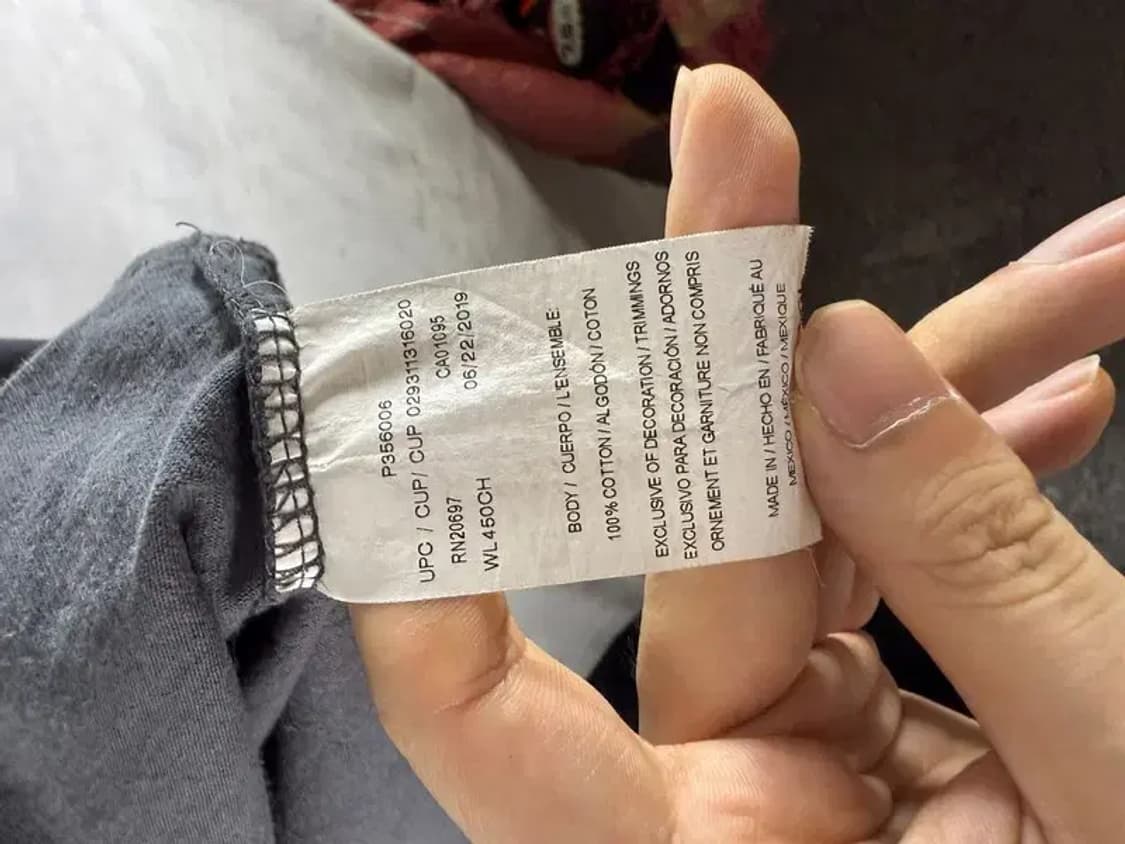 P356006
UPC / CUP/ CUP 029311316020
RN20697 CA01095
WL450CH 06/22/2019
BODY / CUERPO / L'ENSEMBLE:
100% COTTON / ALGODÓN / COTON
EXCLUSIVE OF DECORATION / TRIMMINGS
EXCLUSIVO PARA DECORACIÓN / ADORNOS
ORNEMENT ET GARNITURE NON COMPRIS
MADE IN / HECHO EN / FABRIQUÉ AU
MEXICO / MÉXICO / MEXIQUE